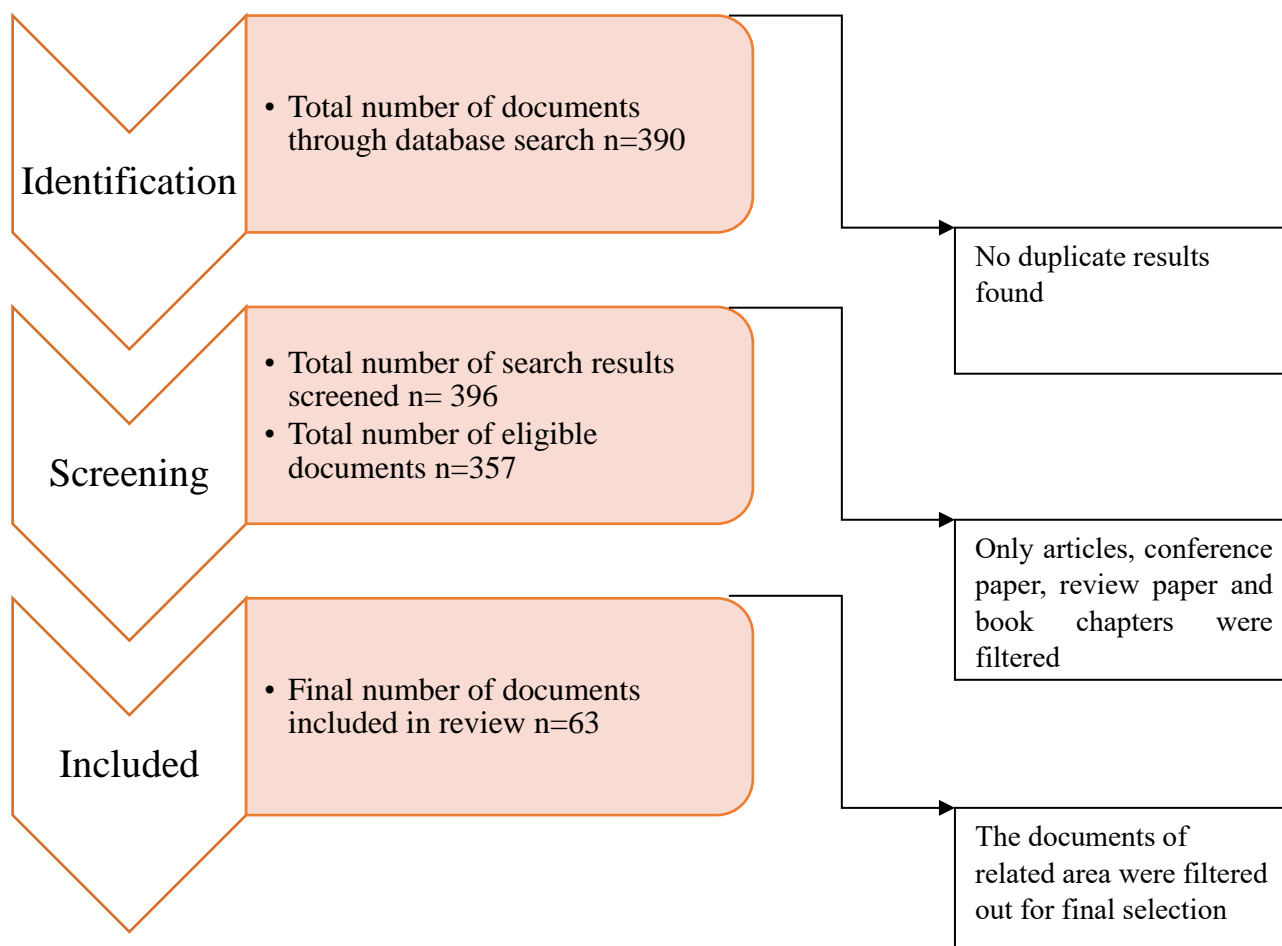 Identification
• Total number of documents
through database search n=390
No duplicate results
found
Screening
• Total number of search results
screened n= 396
• Total number of eligible
documents n=357
Only articles, conference
paper, review paper and
book chapters were
filtered
Included
• Final number of documents
included in review n=63
The documents of
related area were filtered
out for final selection